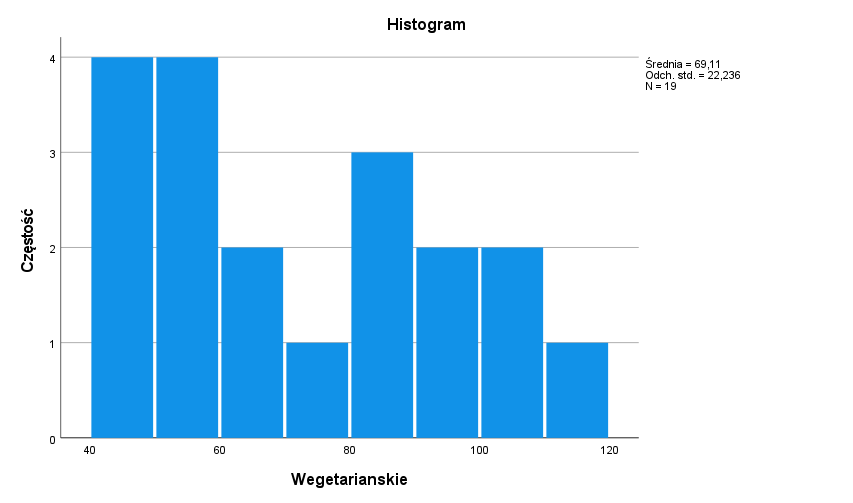 Histogram
Średnia = 69,11
Odch. std. = 22,236
N = 19
Częstość
4
3
2
1
0
40 60 80 100 120
Wegetarianskie